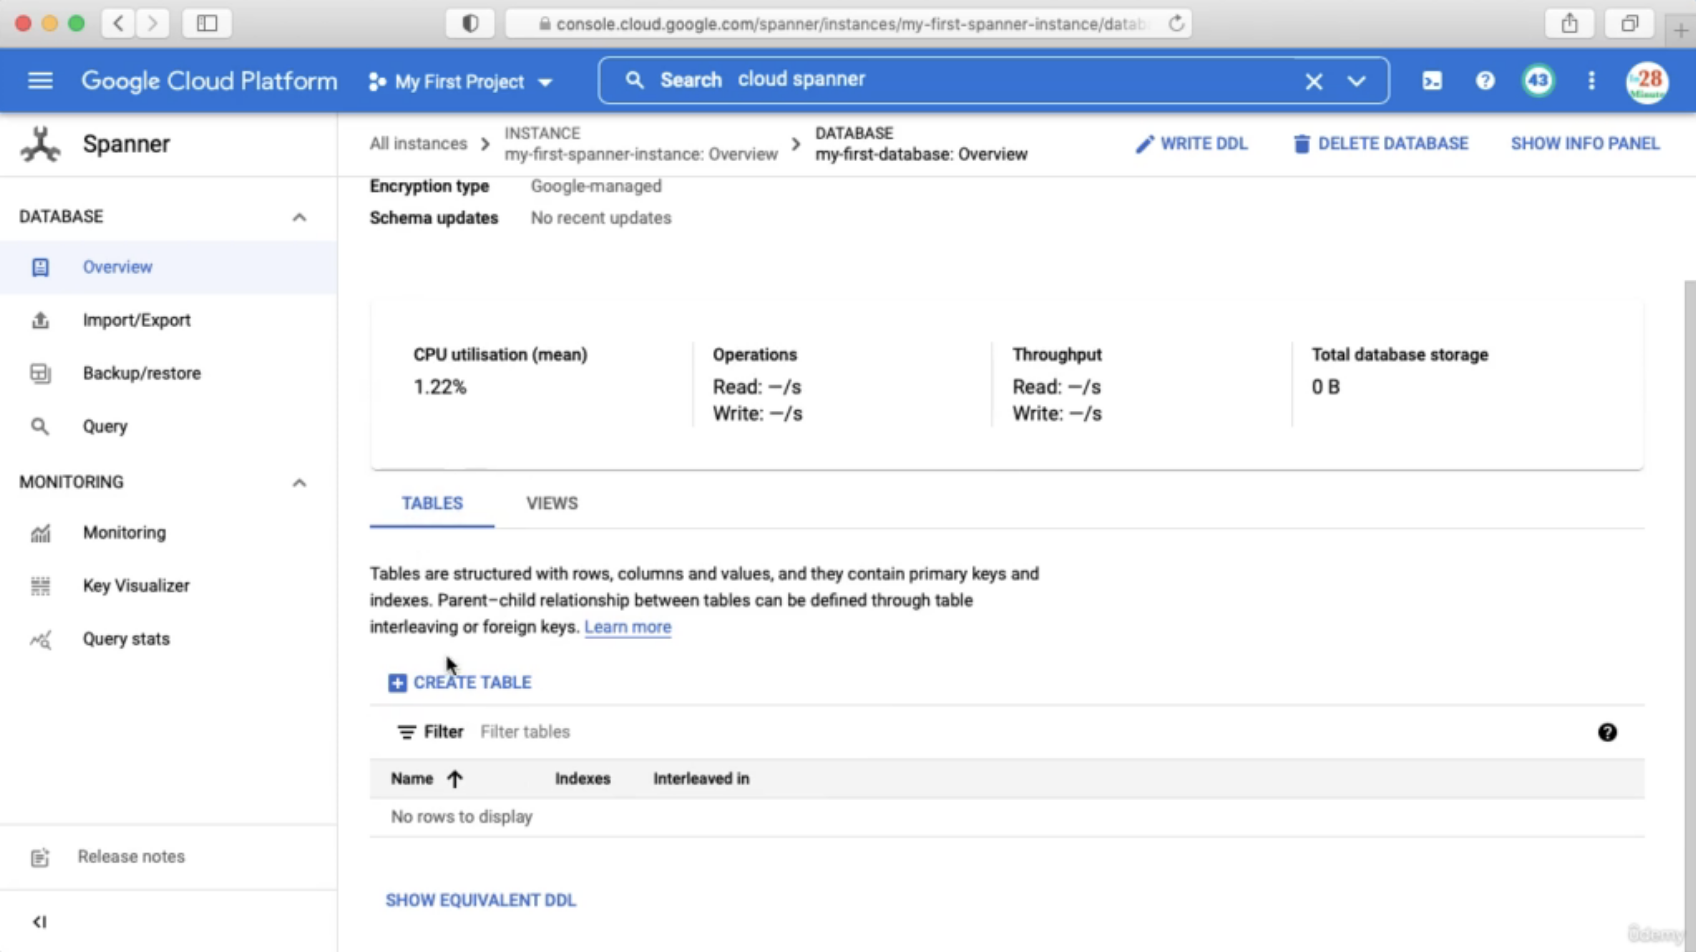 console.cloud.google.com/spanner/instances/my-first-spanner-instance/datab
Google Cloud Platform
My First Project
Search cloud spanner
43
28
Minute
Spanner
All instances
INSTANCE
my-first-spanner-instance: Overview
DATABASE
my-first-database: Overview
WRITE DDL
DELETE DATABASE
SHOW INFO PANEL
DATABASE
Overview
Import/Export
Backup/restore
Query
MONITORING
Monitoring
Key Visualizer
Query stats
Release notes
Encryption type Google-managed
Schema updates No recent updates
CPU utilisation (mean)
1.22%
Operations
Read: —/s
Write: —/s
Throughput
Read: —/s
Write: —/s
Total database storage
0 B
TABLES VIEWS
Tables are structured with rows, columns and values, and they contain primary keys and
indexes. Parent–child relationship between tables can be defined through table
interleaving or foreign keys. Learn more
CREATE TABLE
Filter Filter tables
Name Indexes Interleaved in
No rows to display
SHOW EQUIVALENT DDL
Udemy